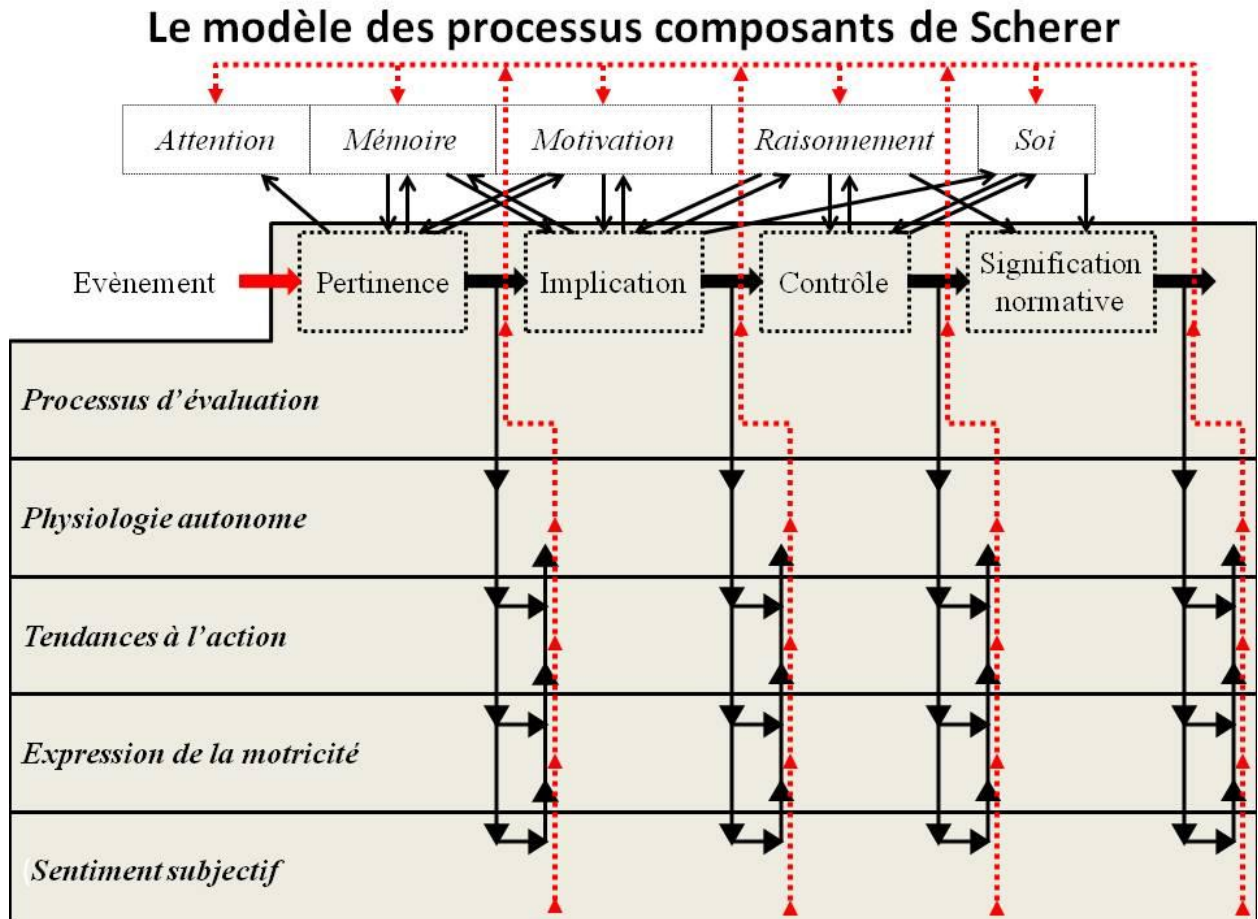 Le modèle des processus composants de Scherer
Attention
Mémoire
Motivation
Raisonnement
Soi
Evènement
Pertinence
Implication
Contrôle
Signification
normative
Processus d'évaluation
Physiologie autonome
Tendances à l'action
Expression de la motricité
(Sentiment subjectif